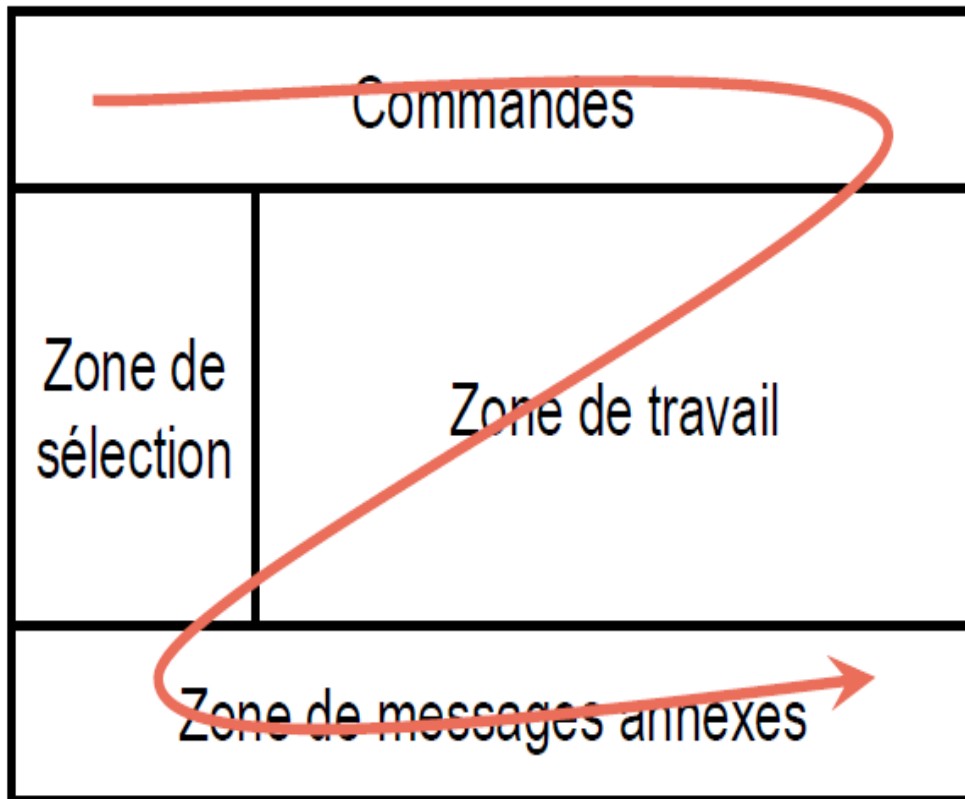 Commandes
Zone de
sélection
Zone de travail
Zone de messages annexes